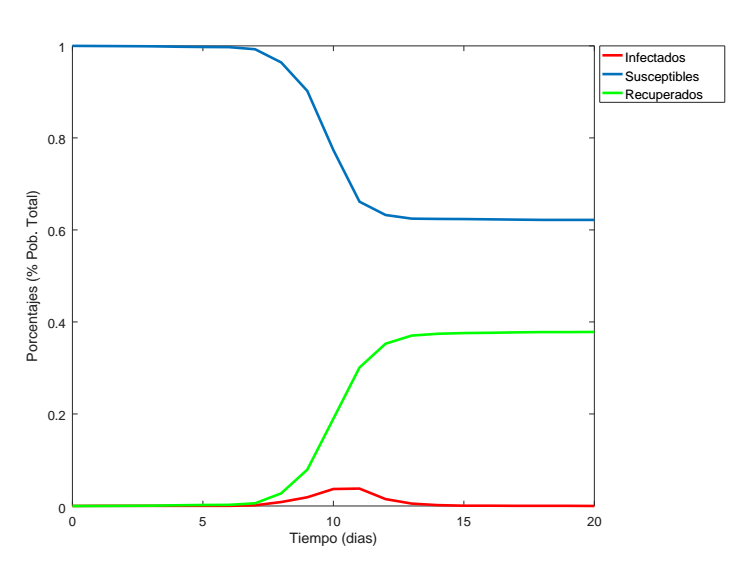 1
0.8
0.6
0.4
0.2
0
0
5
10
15
20
Porcentajes (% Pob. Total)
Tiempo (dias)
Infectados
Susceptibles
Recuperados